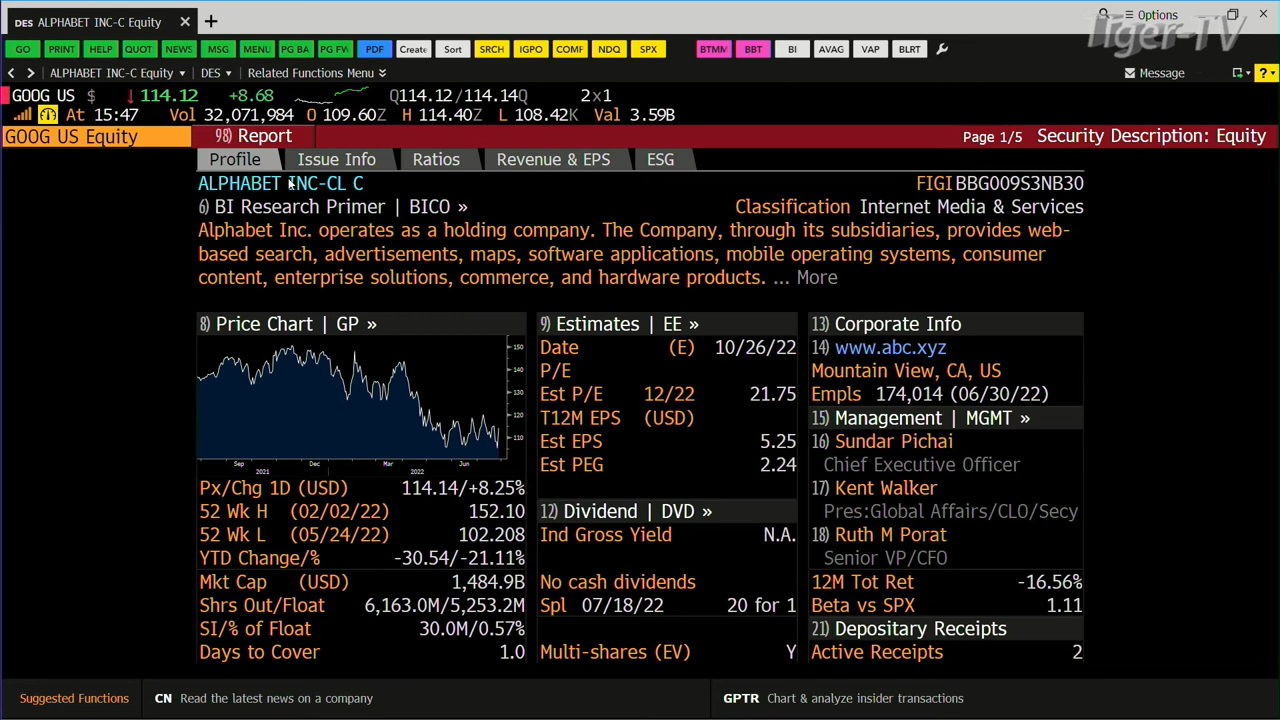 DES ALPHABET INC-C Equity × +
Options
Tiger-TV
GO PRINT HELP QUOT NEWS MSG MENU PG BA PG FW PDF Create Sort SRCH IGPO COMF NDQ SPX BTMM BBT BI AVAG VAP BLRT
< > ALPHABET INC-C Equity DES Related Functions Menu Message ?
GOOG US $ ↓114.12 +8.68 Q114.12/114.14Q 2x1
At 15:47 Vol 32,071,984 O 109.60Z H 114.40Z L 108.42K Val 3.59B
GOOG US Equity 98) Report Page 1/5 Security Description: Equity
Profile Issue Info Ratios Revenue & EPS ESG
ALPHABET INC-CL C FIGI BBG009S3NB30
6) BI Research Primer | BICO » Classification Internet Media & Services
Alphabet Inc. operates as a holding company. The Company, through its subsidiaries, provides web-
based search, advertisements, maps, software applications, mobile operating systems, consumer
content, enterprise solutions, commerce, and hardware products. ... More
8) Price Chart | GP »
150
140
130
120
110
Sep Dec Mar Jun
2021 2022
Px/Chg 1D (USD) 114.14/+8.25%
52 Wk H (02/02/22) 152.10
52 Wk L (05/24/22) 102.208
YTD Change/% -30.54/-21.11%
Mkt Cap (USD) 1,484.9B
Shrs Out/Float 6,163.0M/5,253.2M
SI/% of Float 30.0M/0.57%
Days to Cover 1.0
9) Estimates | EE »
Date (E) 10/26/22
P/E
Est P/E 12/22 21.75
T12M EPS (USD)
Est EPS 5.25
Est PEG 2.24
12) Dividend | DVD »
Ind Gross Yield N.A.
No cash dividends
Spl 07/18/22 20 for 1
Multi-shares (EV) Y
13) Corporate Info
14) www.abc.xyz
Mountain View, CA, US
Empls 174,014 (06/30/22)
15) Management | MGMT »
16) Sundar Pichai
Chief Executive Officer
17) Kent Walker
Pres:Global Affairs/CLO/Secy
18) Ruth M Porat
Senior VP/CFO
12M Tot Ret -16.56%
Beta vs SPX 1.11
21) Depositary Receipts
Active Receipts 2
Suggested Functions CN Read the latest news on a company GPTR Chart & analyze insider transactions